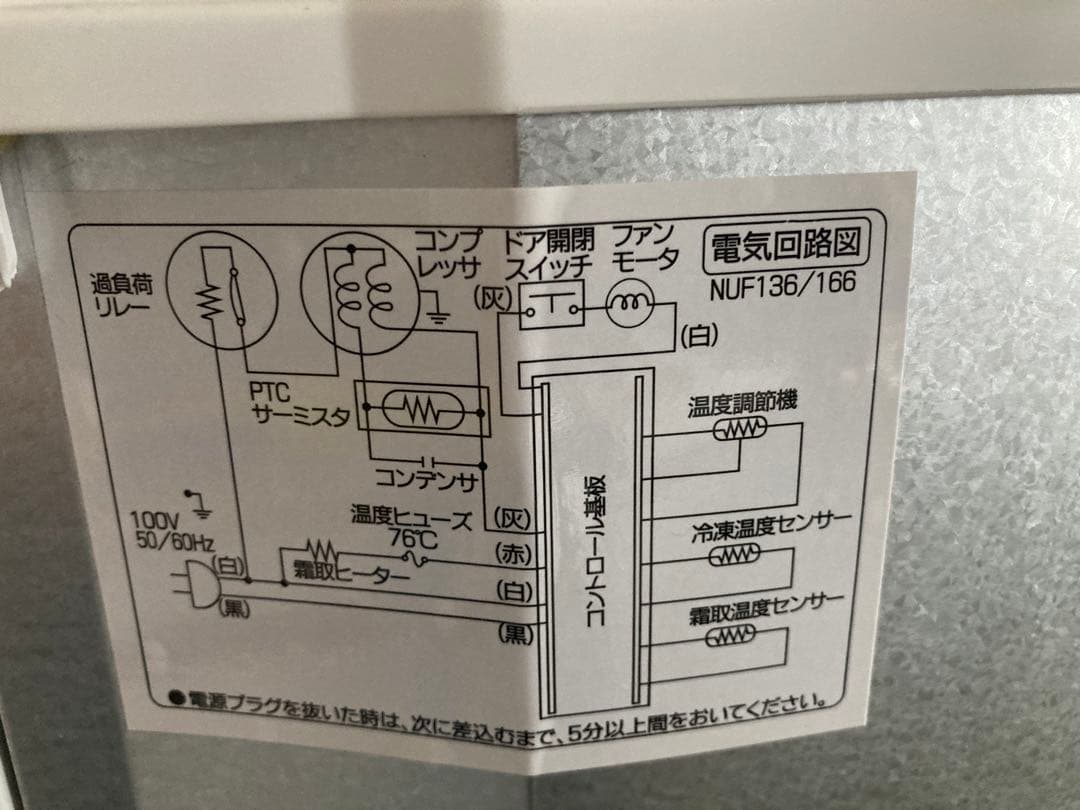 電気回路図
NUF136/166
過負荷
リレー
コンプ
レッサ
ドア開閉
スイッチ
ファン
モータ
(灰)
(白)
PTC
サーミスタ
コンデンサ
温度調節機
100V
50/60Hz
温度ヒューズ
76℃
霜取ヒーター
(白)
(黒)
(灰)
(赤)
(白)
(黒)
コントロール基板
冷凍温度センサー
霜取温度センサー
●電源プラグを抜いた時は、次に差込むまで、5分以上間をおいてください。